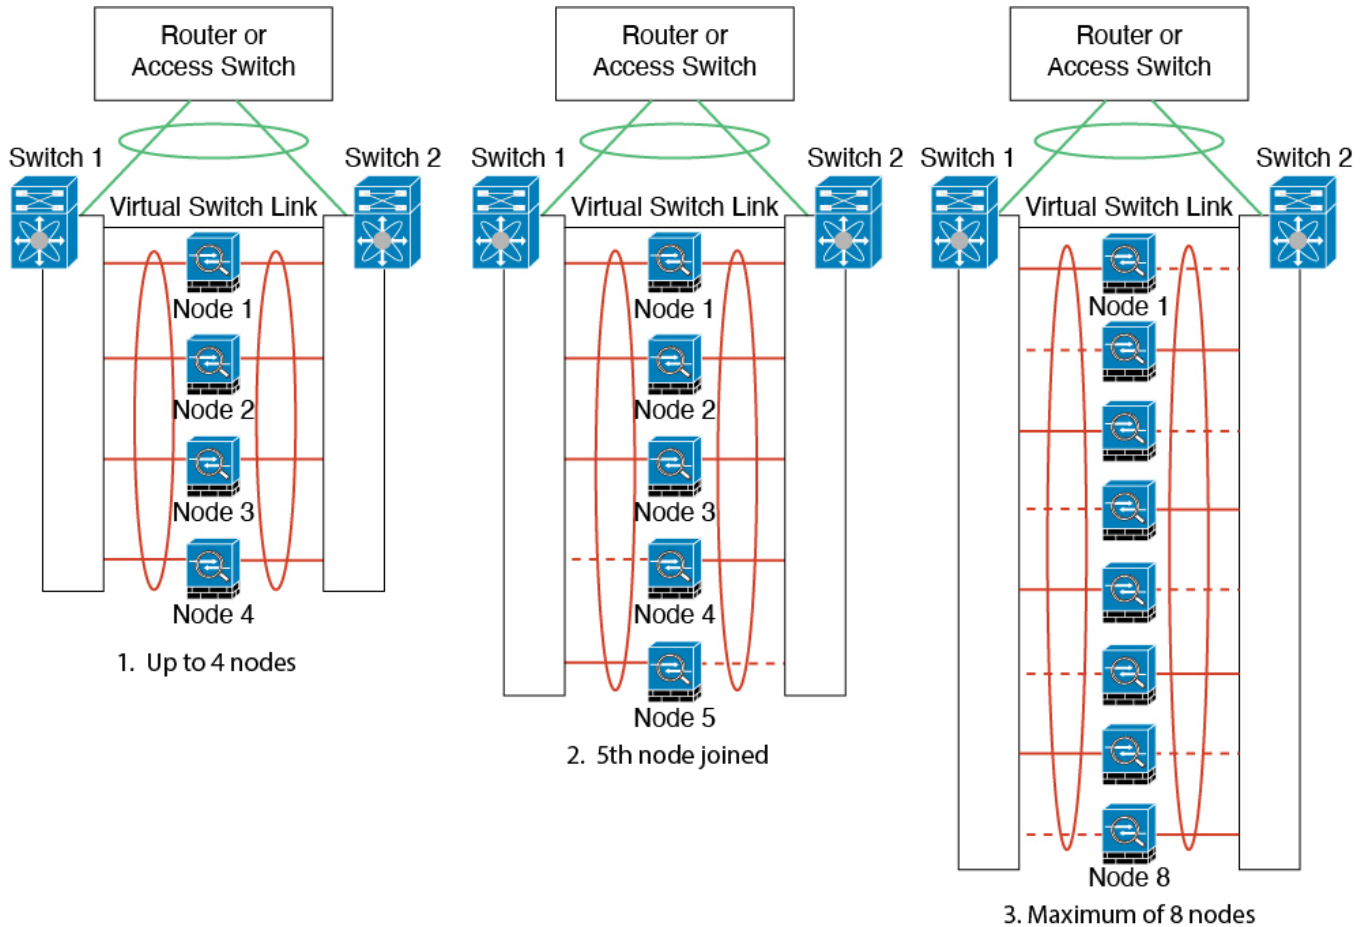 Router or
Access Switch
Switch 1
Switch 2
Virtual Switch Link
Node 1
Node 2
Node 3
Node 4
1. Up to 4 nodes
Router or
Access Switch
Switch 1
Switch 2
Virtual Switch Link
Node 1
Node 2
Node 3
Node 4
Node 5
2. 5th node joined
Router or
Access Switch
Switch 1
Switch 2
Virtual Switch Link
Node 1
Node 8
3. Maximum of 8 nodes